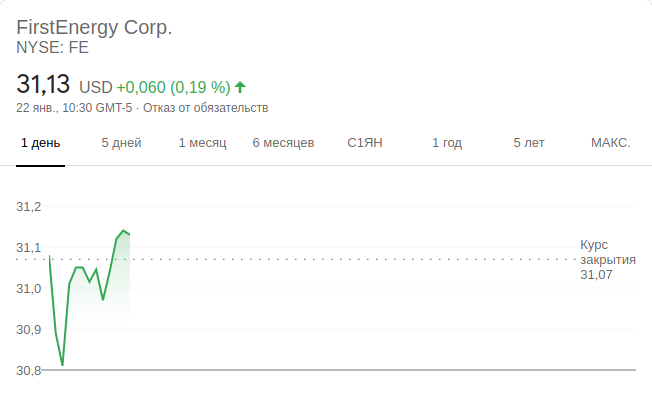 FirstEnergy Corp.
NYSE: FE
31,13 USD +0,060 (0,19 %)
22 янв., 10:30 GMT-5 · Отказ от обязательств
1 день 5 дней 1 месяц 6 месяцев С1ЯН 1 год 5 лет МАКС.
31,2
31,1
31,0
30,9
30,8
Курс
закрытия
31,07